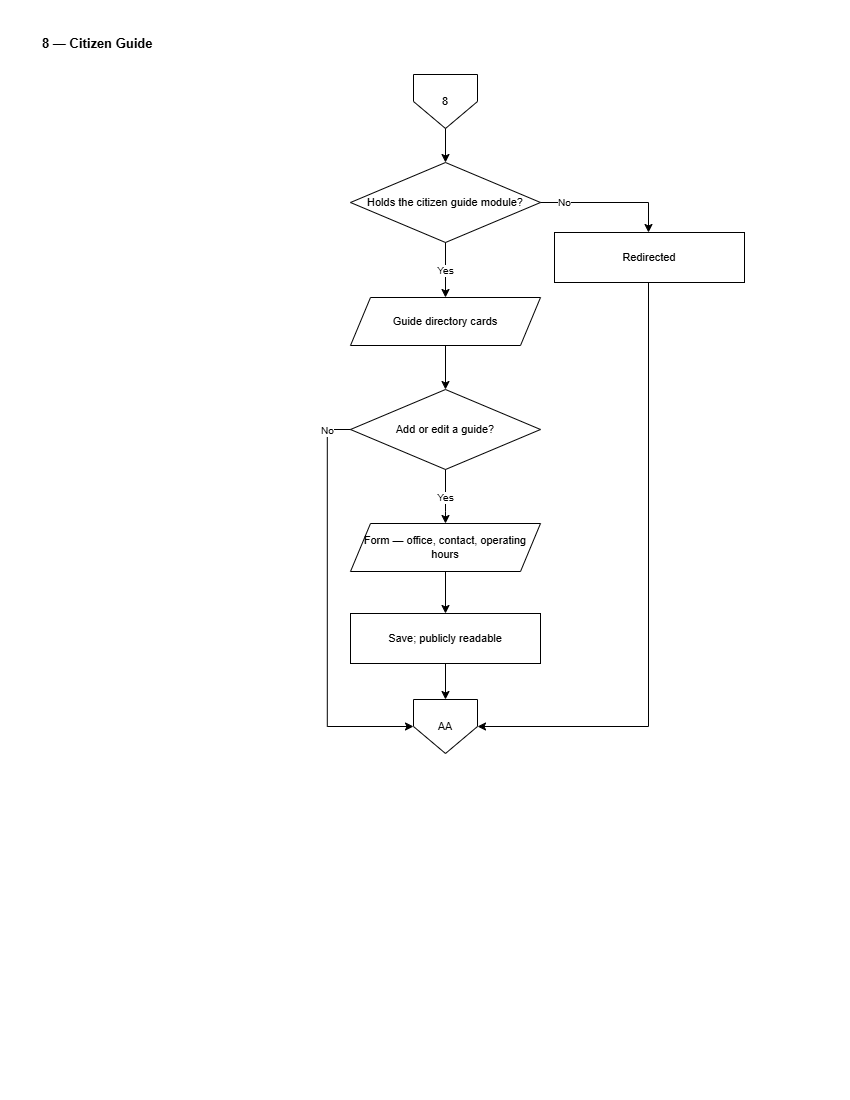 8 — Citizen Guide
8
Holds the citizen guide module?
No
Redirected
Yes
Guide directory cards
Add or edit a guide?
No
Yes
Form — office, contact, operating
hours
Save; publicly readable
AA